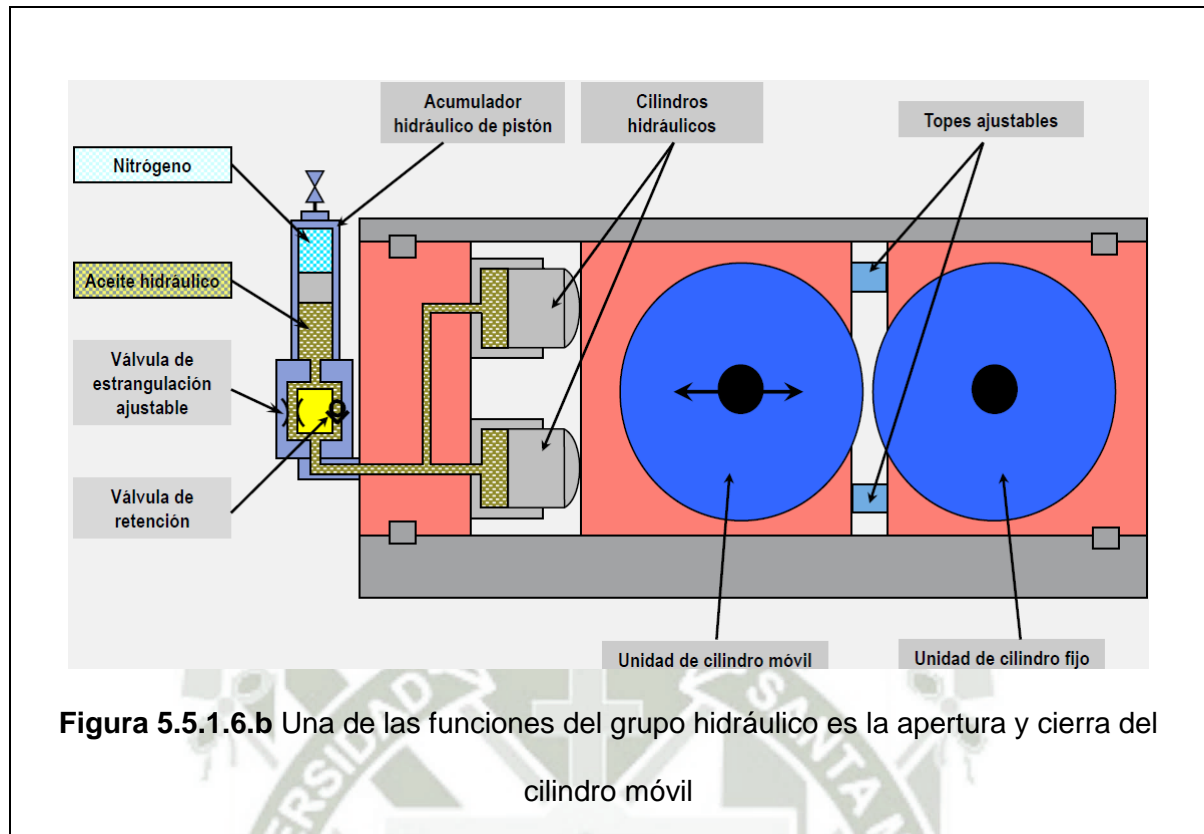 Acumulador
hidráulico de pistón
Cilindros
hidráulicos
Topes ajustables
Nitrógeno
Aceite hidráulico
Válvula de
estrangulación
ajustable
Válvula de
retención
Unidad de cilindro móvil
Unidad de cilindro fijo
Figura 5.5.1.6.b Una de las funciones del grupo hidráulico es la apertura y cierra del
cilindro móvil
ERSIDAD
SANTA M